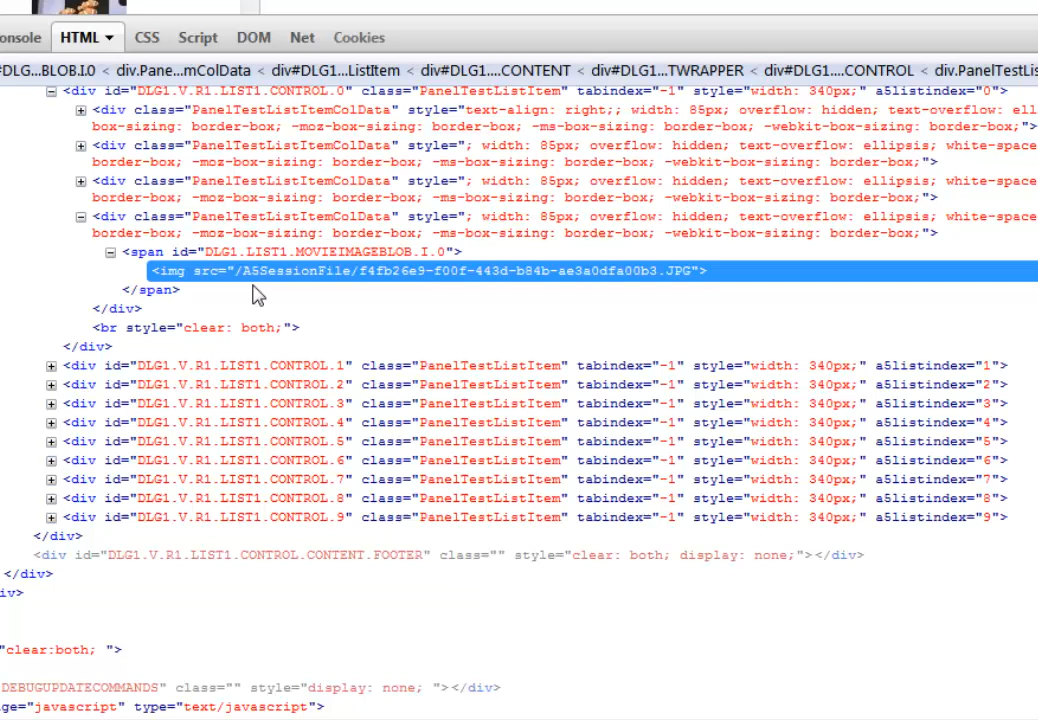 onsole HTML CSS Script DOM Net Cookies
#DLG...BLOB.I.0 < div.Pane...mColData < div#DLG1....ListItem < div#DLG1....CONTENT < div#DLG1...TWRAPPER < div#DLG1....CONTROL < div.PanelTestLis
<div id="DLG1.V.R1.LIST1.CONTROL.0" class="PanelTestListItem" tabindex="-1" style="width: 340px;" a5listindex="0">
<div class="PanelTestListItemColData" style="text-align: right;; width: 85px; overflow: hidden; text-overflow: ell
box-sizing: border-box; -moz-box-sizing: border-box; -ms-box-sizing: border-box; -webkit-box-sizing: border-box;">
<div class="PanelTestListItemColData" style="; width: 85px; overflow: hidden; text-overflow: ellipsis; white-space
border-box; -moz-box-sizing: border-box; -ms-box-sizing: border-box; -webkit-box-sizing: border-box;">
<div class="PanelTestListItemColData" style="; width: 85px; overflow: hidden; text-overflow: ellipsis; white-space
border-box; -moz-box-sizing: border-box; -ms-box-sizing: border-box; -webkit-box-sizing: border-box;">
<div class="PanelTestListItemColData" style="; width: 85px; overflow: hidden; text-overflow: ellipsis; white-space
border-box; -moz-box-sizing: border-box; -ms-box-sizing: border-box; -webkit-box-sizing: border-box;">
<span id="DLG1.LIST1.MOVIEIMAGEBLOB.I.0">
<img src="/A5SessionFile/f4fb26e9-f00f-443d-b84b-ae3a0dfa00b3.JPG">
</span>
</div>
<br style="clear: both;">
</div>
<div id="DLG1.V.R1.LIST1.CONTROL.1" class="PanelTestListItem" tabindex="-1" style="width: 340px;" a5listindex="1">
<div id="DLG1.V.R1.LIST1.CONTROL.2" class="PanelTestListItem" tabindex="-1" style="width: 340px;" a5listindex="2">
<div id="DLG1.V.R1.LIST1.CONTROL.3" class="PanelTestListItem" tabindex="-1" style="width: 340px;" a5listindex="3">
<div id="DLG1.V.R1.LIST1.CONTROL.4" class="PanelTestListItem" tabindex="-1" style="width: 340px;" a5listindex="4">
<div id="DLG1.V.R1.LIST1.CONTROL.5" class="PanelTestListItem" tabindex="-1" style="width: 340px;" a5listindex="5">
<div id="DLG1.V.R1.LIST1.CONTROL.6" class="PanelTestListItem" tabindex="-1" style="width: 340px;" a5listindex="6">
<div id="DLG1.V.R1.LIST1.CONTROL.7" class="PanelTestListItem" tabindex="-1" style="width: 340px;" a5listindex="7">
<div id="DLG1.V.R1.LIST1.CONTROL.8" class="PanelTestListItem" tabindex="-1" style="width: 340px;" a5listindex="8">
<div id="DLG1.V.R1.LIST1.CONTROL.9" class="PanelTestListItem" tabindex="-1" style="width: 340px;" a5listindex="9">
</div>
<div id="DLG1.V.R1.LIST1.CONTROL.CONTENT.FOOTER" class="" style="clear: both; display: none;"></div>
</div>
iv>
"clear:both; ">
DEBUGUPDATECOMMANDS" class="" style="display: none; "></div>
ge="javascript" type="text/javascript">